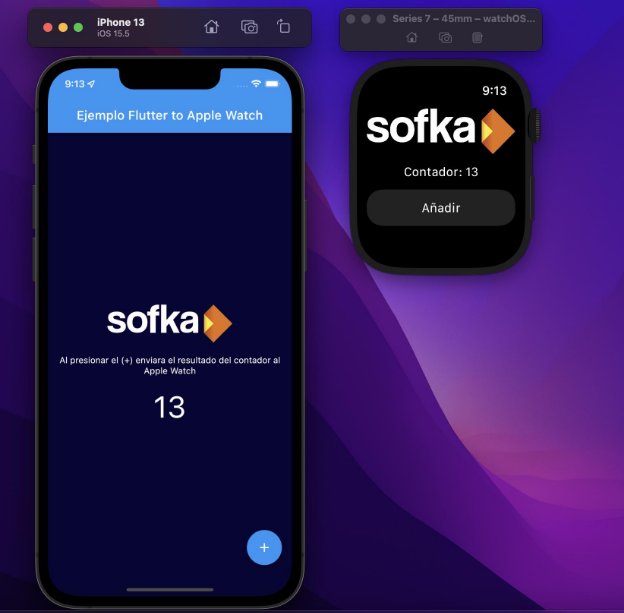 iPhone 13
iOS 15.5
Series 7 – 45mm – watchOS...
9:13
Ejemplo Flutter to Apple Watch
sofka
Al presionar el (+) enviara el resultado del contador al
Apple Watch
13
+
9:13
sofka
Contador: 13
Añadir